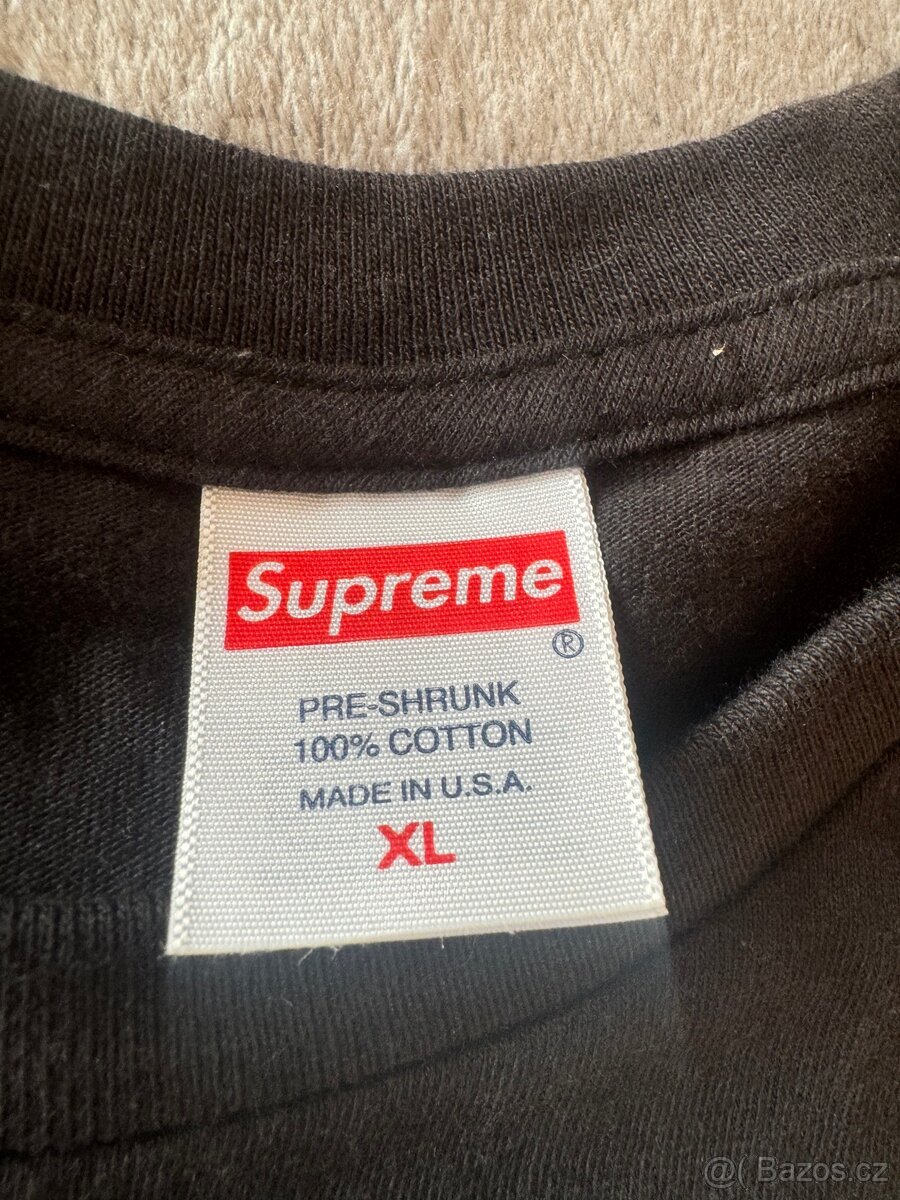 Supreme
®
PRE-SHRUNK
100% COTTON
MADE IN U.S.A.
XL
@( Bazos.cz